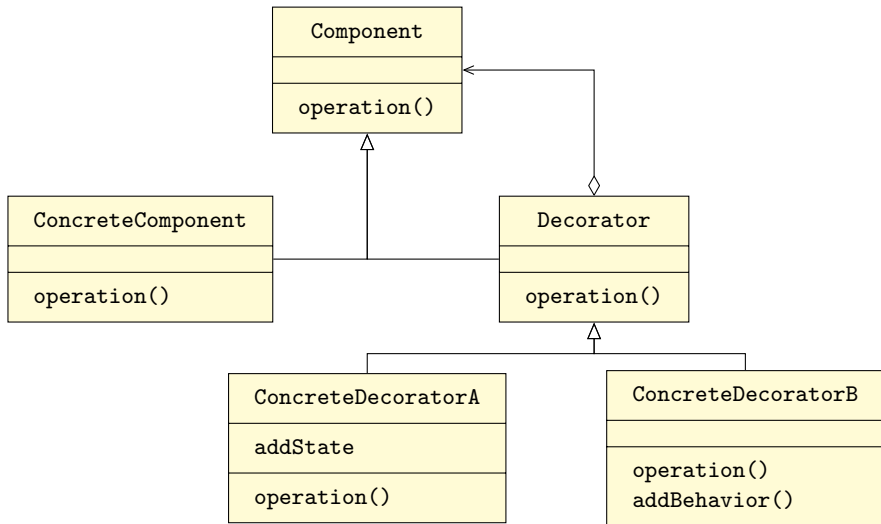 Component
operation()
ConcreteComponent
operation()
Decorator
operation()
ConcreteDecoratorA
addState
operation()
ConcreteDecoratorB
operation()
addBehavior()